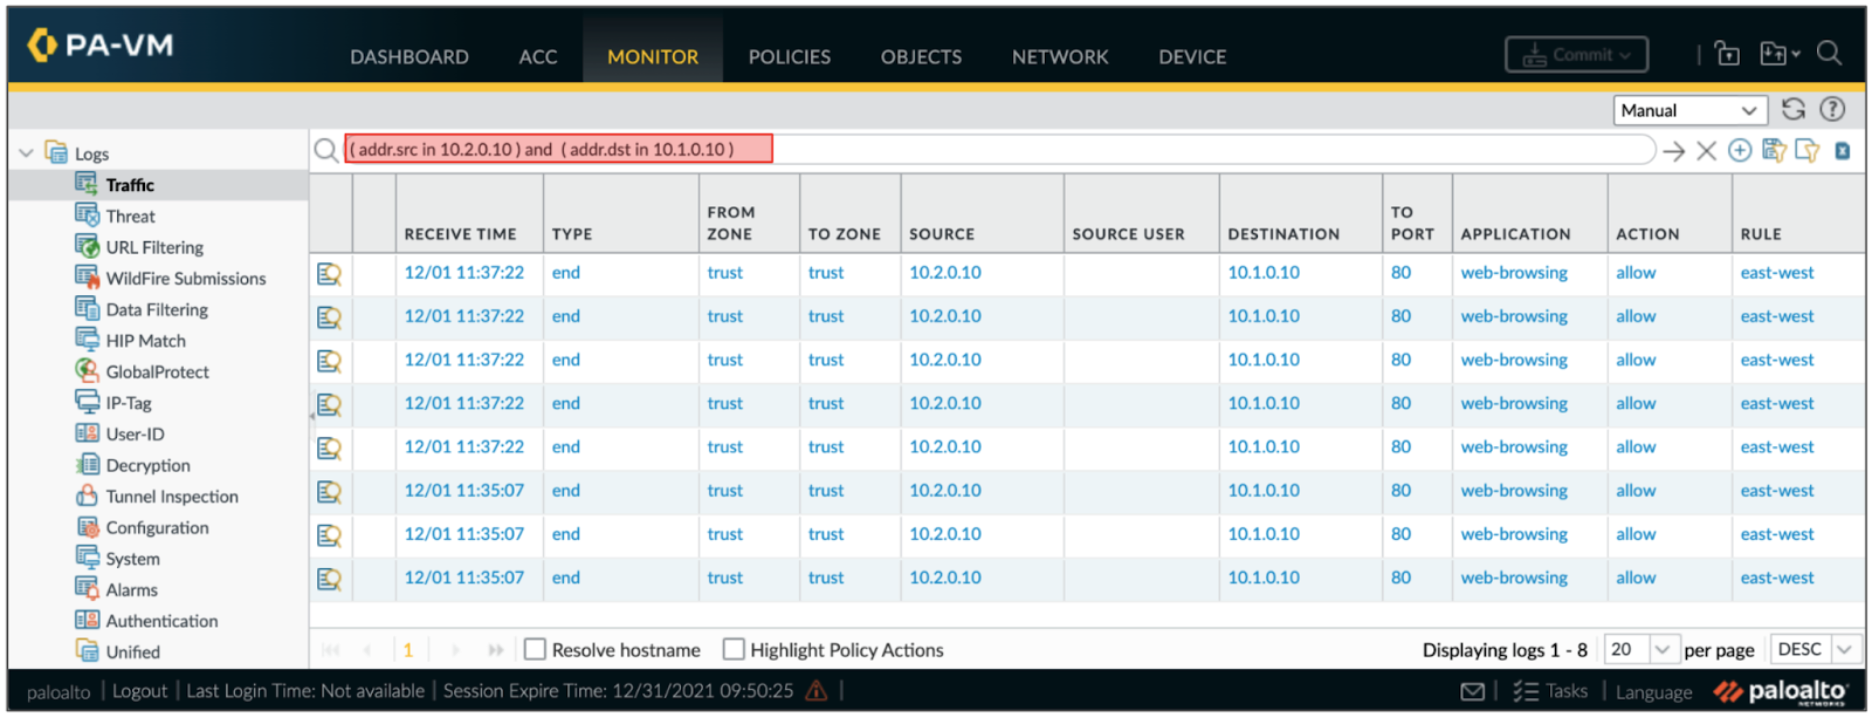 PA-VM
DASHBOARD ACC MONITOR POLICIES OBJECTS NETWORK DEVICE
Commit
Manual
Logs
Traffic
Threat
URL Filtering
WildFire Submissions
Data Filtering
HIP Match
GlobalProtect
IP-Tag
User-ID
Decryption
Tunnel Inspection
Configuration
System
Alarms
Authentication
Unified
( addr.src in 10.2.0.10 ) and ( addr.dst in 10.1.0.10 )
RECEIVE TIME TYPE FROM ZONE TO ZONE SOURCE SOURCE USER DESTINATION TO PORT APPLICATION ACTION RULE
12/01 11:37:22 end trust trust 10.2.0.10 10.1.0.10 80 web-browsing allow east-west
12/01 11:37:22 end trust trust 10.2.0.10 10.1.0.10 80 web-browsing allow east-west
12/01 11:37:22 end trust trust 10.2.0.10 10.1.0.10 80 web-browsing allow east-west
12/01 11:37:22 end trust trust 10.2.0.10 10.1.0.10 80 web-browsing allow east-west
12/01 11:37:22 end trust trust 10.2.0.10 10.1.0.10 80 web-browsing allow east-west
12/01 11:35:07 end trust trust 10.2.0.10 10.1.0.10 80 web-browsing allow east-west
12/01 11:35:07 end trust trust 10.2.0.10 10.1.0.10 80 web-browsing allow east-west
12/01 11:35:07 end trust trust 10.2.0.10 10.1.0.10 80 web-browsing allow east-west
1 Resolve hostname Highlight Policy Actions Displaying logs 1 - 8 20 per page DESC
paloalto | Logout | Last Login Time: Not available | Session Expire Time: 12/31/2021 09:50:25 | | Tasks | Language paloalto
NETWORKS